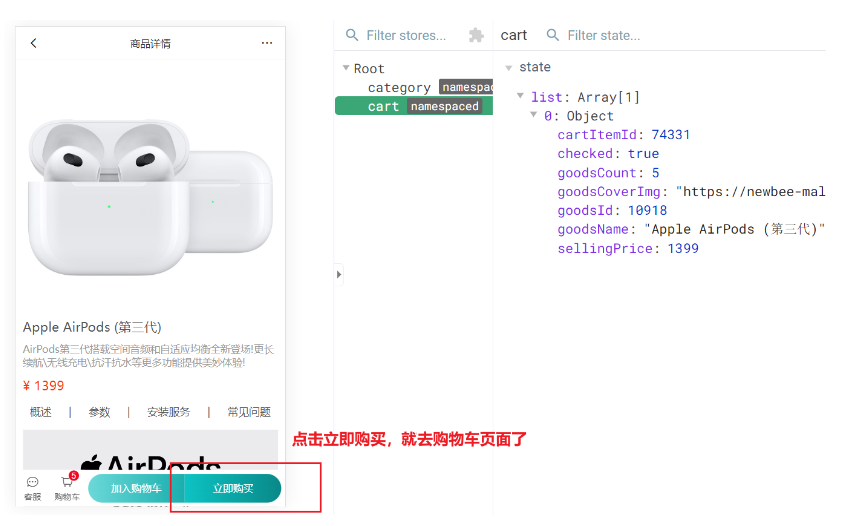 商品详情
Apple AirPods (第三代)
AirPods第三代搭载空间音频和自适应均衡全新登场!更长
续航\无线充电\抗汗抗水等更多功能提供美妙体验!
¥ 1399
概述 | 参数 | 安装服务 | 常见问题
AirPods
客服
5
购物车
加入购物车
立即购买
点击立即购买，就去购物车页面了
Filter stores...
Root
category namespac
cart namespaced
cart
Filter state...
state
list: Array[1]
0: Object
cartItemId: 74331
checked: true
goodsCount: 5
goodsCoverImg: "https://newbee-mal
goodsId: 10918
goodsName: "Apple AirPods (第三代)"
sellingPrice: 1399